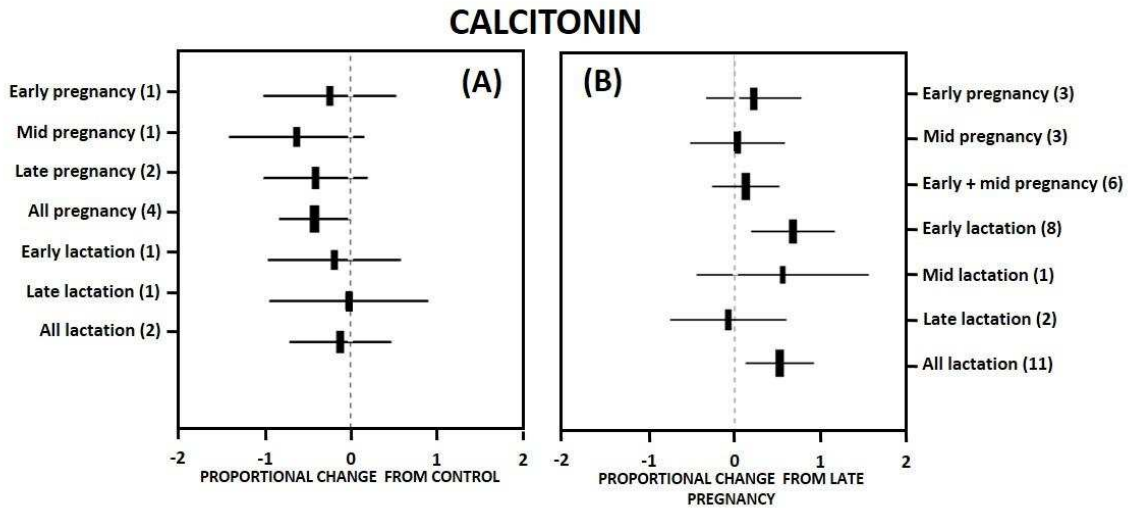 CALCITONIN
(A)
Early pregnancy (1)
Mid pregnancy (1)
Late pregnancy (2)
All pregnancy (4)
Early lactation (1)
Late lactation (1)
All lactation (2)
-2 -1 0 1 2
PROPORTIONAL CHANGE FROM CONTROL
(B)
Early pregnancy (3)
Mid pregnancy (3)
Early + mid pregnancy (6)
Early lactation (8)
Mid lactation (1)
Late lactation (2)
All lactation (11)
-2 -1 0 1 2
PROPORTIONAL CHANGE FROM LATE
PREGNANCY